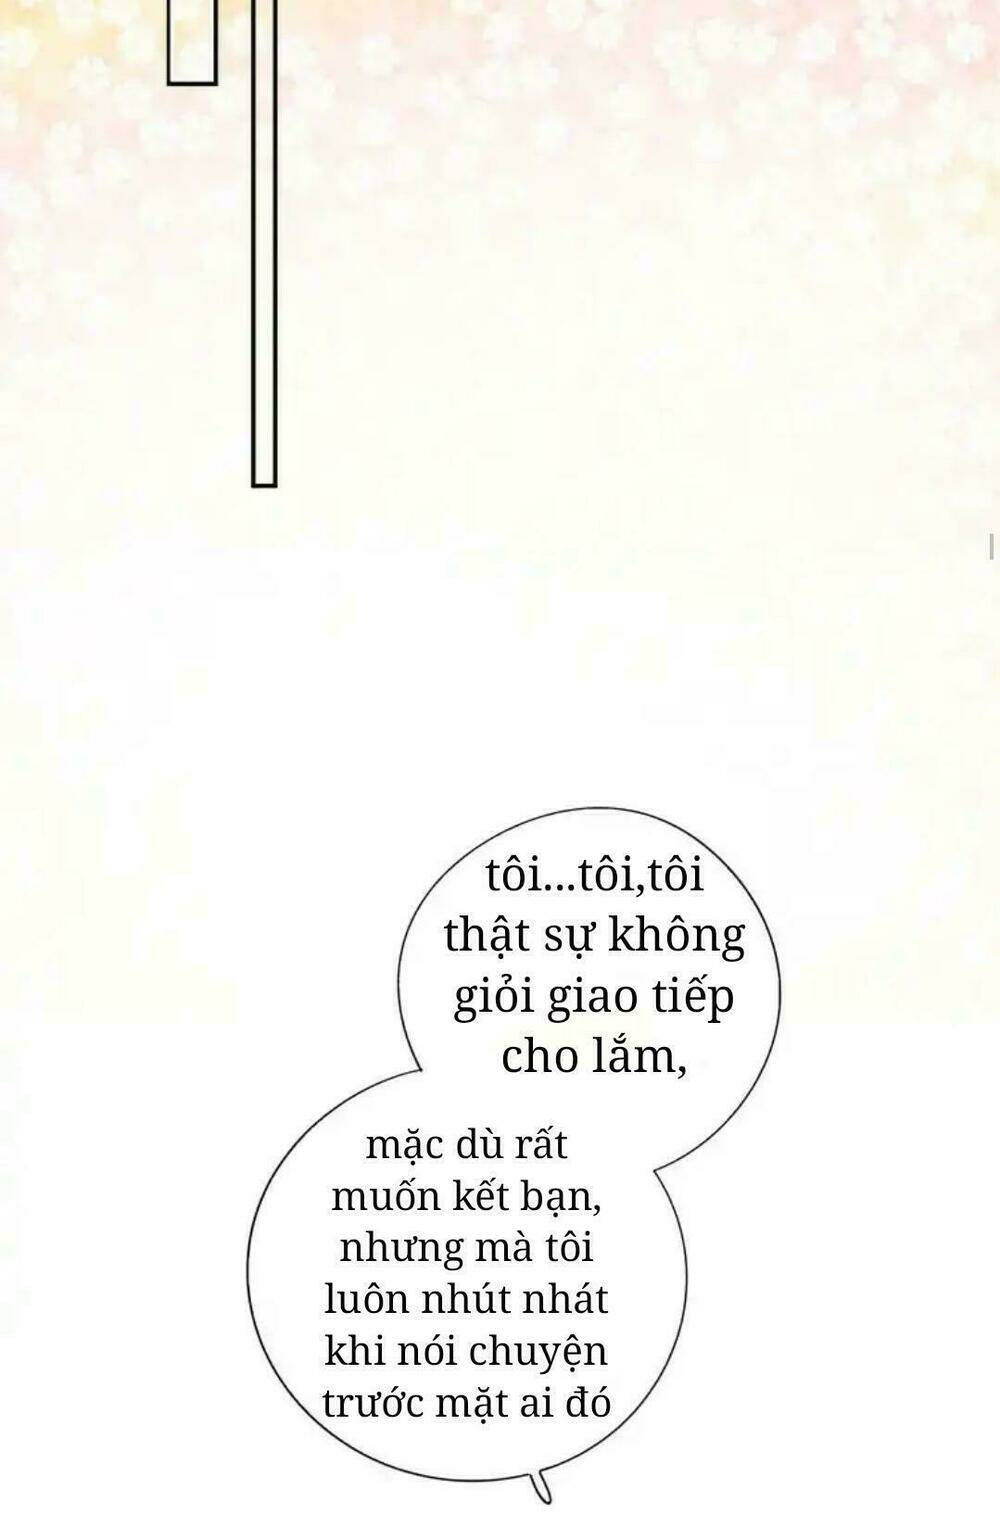 tôi...tôi,tôi
thật sự không
giỏi giao tiếp
cho lắm,
mặc dù rất
muốn kết bạn,
nhưng mà tôi
luôn nhút nhát
khi nói chuyện
trước mặt ai đó